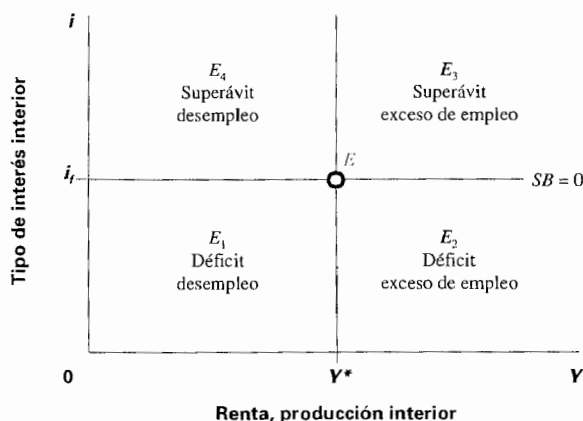 i
E4
Superávit
desempleo
E3
Superávit
exceso de empleo
Tipo de interés interior
E
if
SB = 0
E1
Déficit
desempleo
E2
Déficit
exceso de empleo
0
Y*
Y
Renta, producción interior